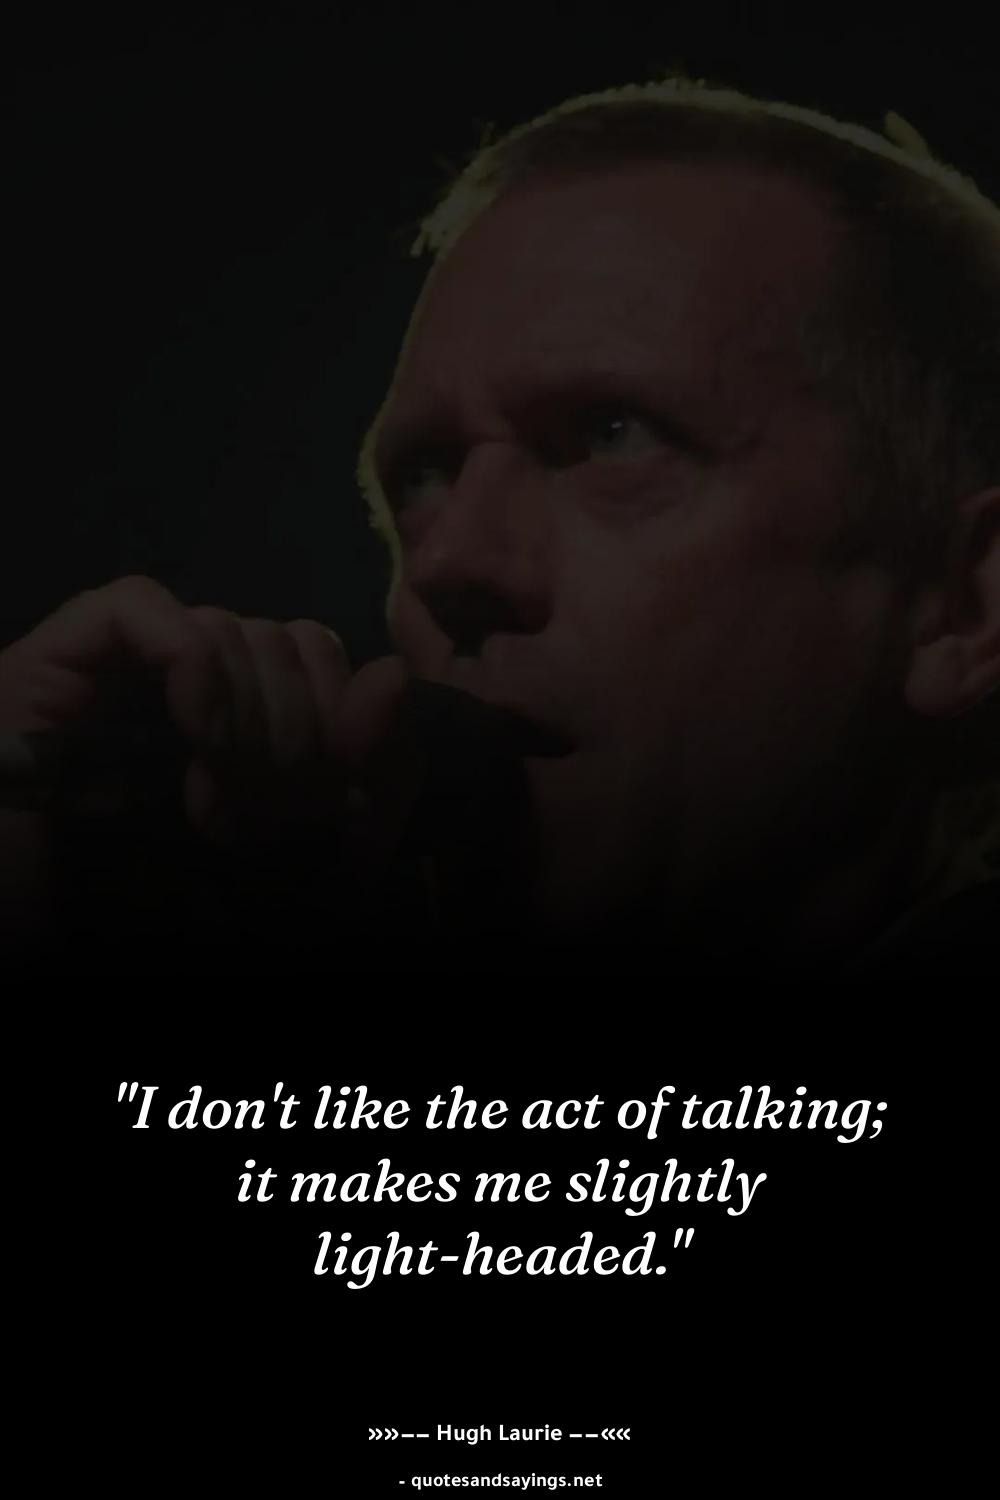 "I don't like the act of talking;
it makes me slightly
light-headed."
»»−− Hugh Laurie −−««
- quotesandsayings.net